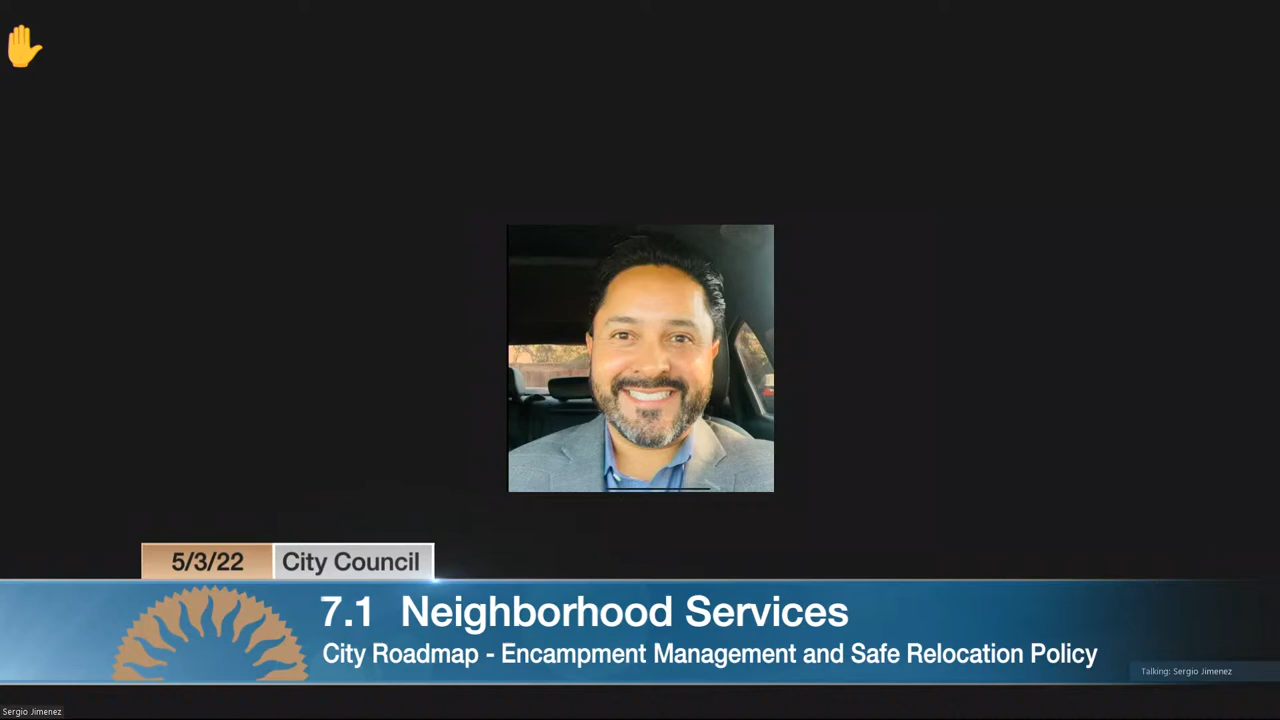 5/3/22 City Council
7.1 Neighborhood Services
City Roadmap - Encampment Management and Safe Relocation Policy
Talking: Sergio Jimenez
Sergio Jimenez